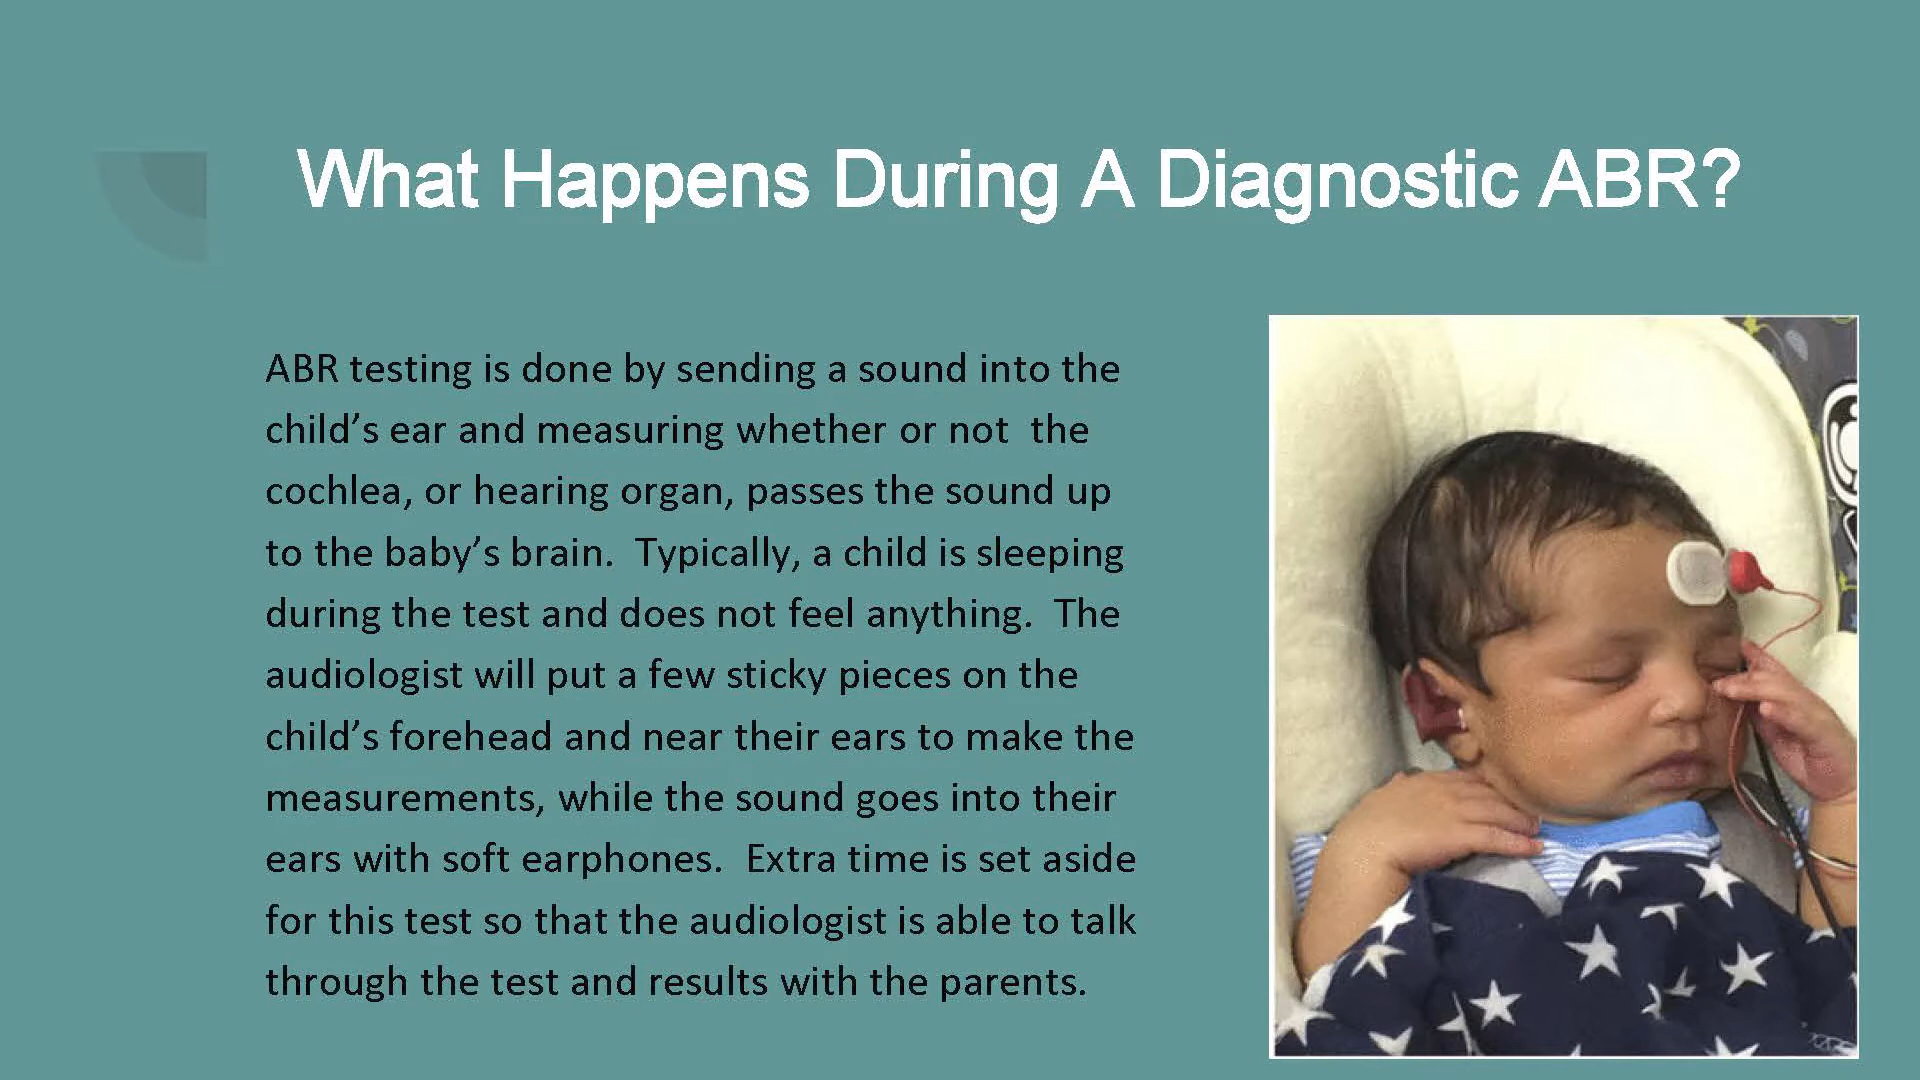 What Happens During A Diagnostic ABR?
ABR testing is done by sending a sound into the
child’s ear and measuring whether or not  the
cochlea, or hearing organ, passes the sound up
to the baby’s brain.  Typically, a child is sleeping
during the test and does not feel anything.  The
audiologist will put a few sticky pieces on the
child’s forehead and near their ears to make the
measurements, while the sound goes into their
ears with soft earphones.  Extra time is set aside
for this test so that the audiologist is able to talk
through the test and results with the parents.